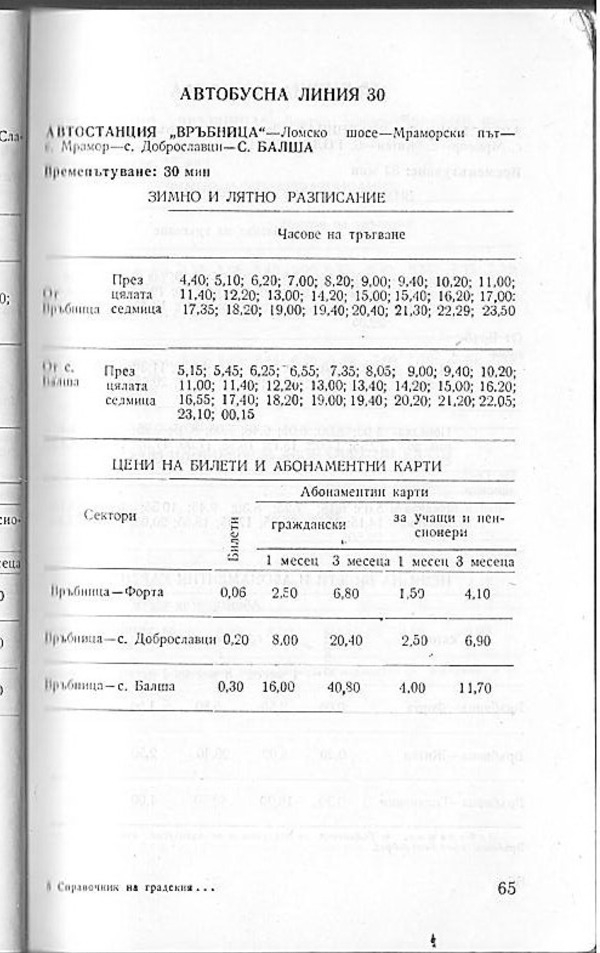 АВТОБУСНА ЛИНИЯ 30
АВТОСТАНЦИЯ „ВРЪБНИЦА“—Ломско шосе—Мраморски път—
с. Мрамор—с. Доброславци—С. БАЛША
Времепътуване: 30 мин
ЗИМНО И ЛЯТНО РАЗПИСАНИЕ
Часове на тръгване
През 4,40; 5,10; 6,20; 7,00; 8,20; 9,00; 9,40; 10,20; 11,00;
От цялата 11,40; 12,20; 13,00; 14,20; 15,00; 15,40; 16,20; 17,00:
Връбница седмица 17,35; 18,20; 19,00; 19,40; 20,40; 21,30; 22,29; 23,50
От с. През 5,15; 5,45; 6,25; 6,55; 7,35; 8,05; 9,00; 9,40; 10,20;
Балша цялата 11,00; 11,40; 12,20; 13,00; 13,40; 14,20; 15,00; 16.20;
седмица 16,55; 17,40; 18,20; 19,00; 19,40; 20,20; 21,20; 22.05;
23,10; 00,15
ЦЕНИ НА БИЛЕТИ И АБОНАМЕНТНИ КАРТИ
Абонаментни карти
Сектори Билети граждански за учащи и пен-
сионери
1 месец 3 месеца 1 месец 3 месеца
Връбница—Форта 0,06 2,50 6,80 1,50 4,10
Връбница—с. Доброславци 0,20 8,00 20,40 2,50 6,90
Връбница—с. Балша 0,30 16,00 40,80 4.00 11,70
Справочник на градския . . .
65